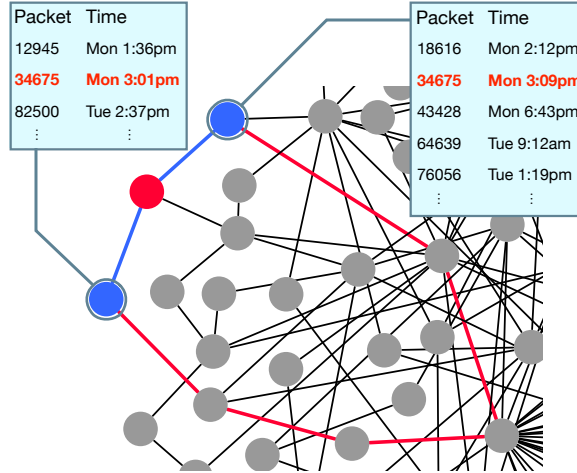 Packet Time
12945 Mon 1:36pm
34675 Mon 3:01pm
82500 Tue 2:37pm
⋮ ⋮
Packet Time
18616 Mon 2:12pm
34675 Mon 3:09pm
43428 Mon 6:43pm
64639 Tue 9:12am
76056 Tue 1:19pm
⋮ ⋮